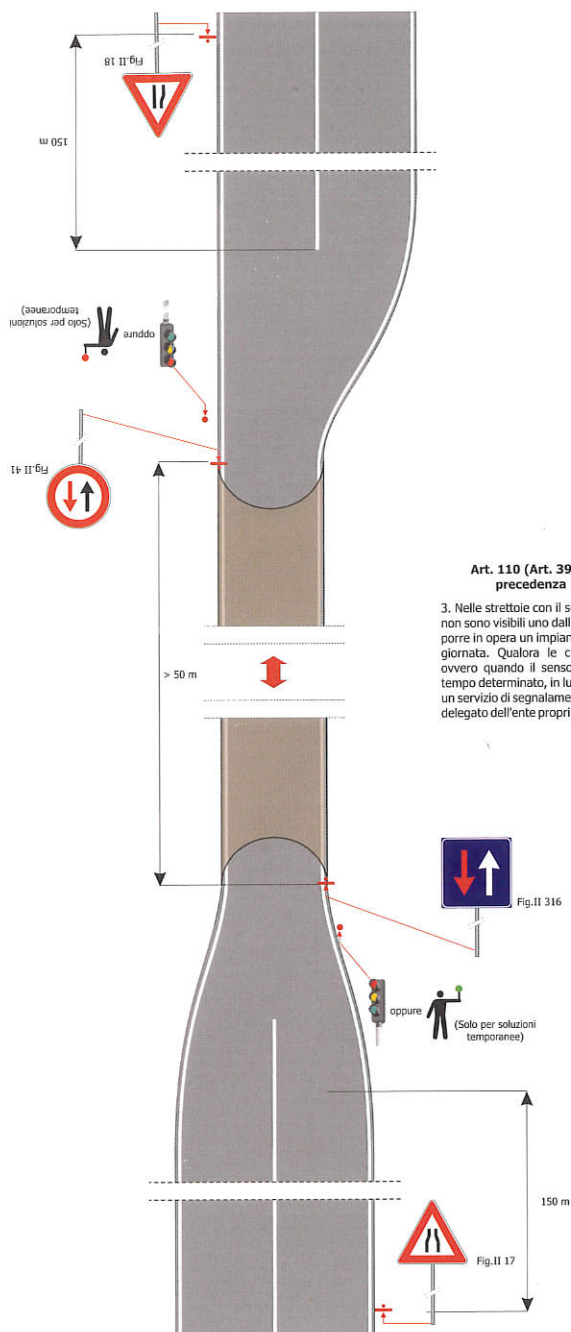 Fig.II 18
150 m
oppure
(Solo per soluzioni
temporanee)
Fig.II 41
Art. 110 (Art. 39
precedenza
3. Nelle strettoie con il s
non sono visibili uno dall
porre in opera un impian
giornata. Qualora le c
ovvero quando il senso
tempo determinato, in lu
un servizio di segnalame
delegato dell'ente propri
> 50 m
Fig.II 316
oppure
(Solo per soluzioni
temporanee)
150 m
Fig.II 17